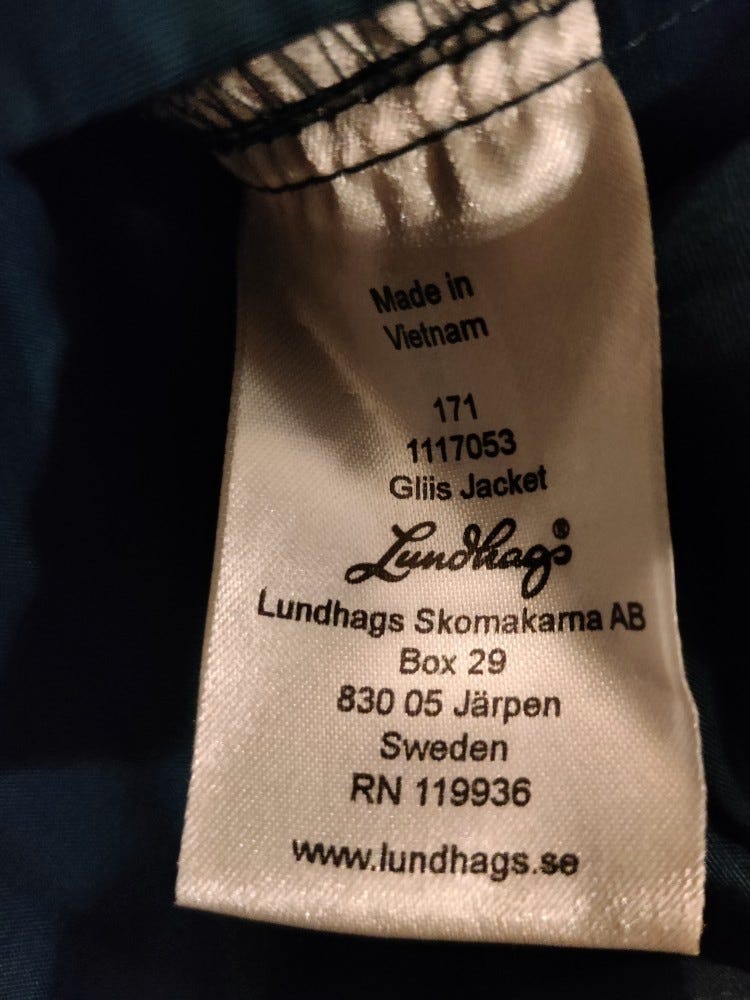 Made in
Vietnam
171
1117053
Gliis Jacket
Lundhags®
Lundhags Skomakarna AB
Box 29
830 05 Järpen
Sweden
RN 119936
www.lundhags.se